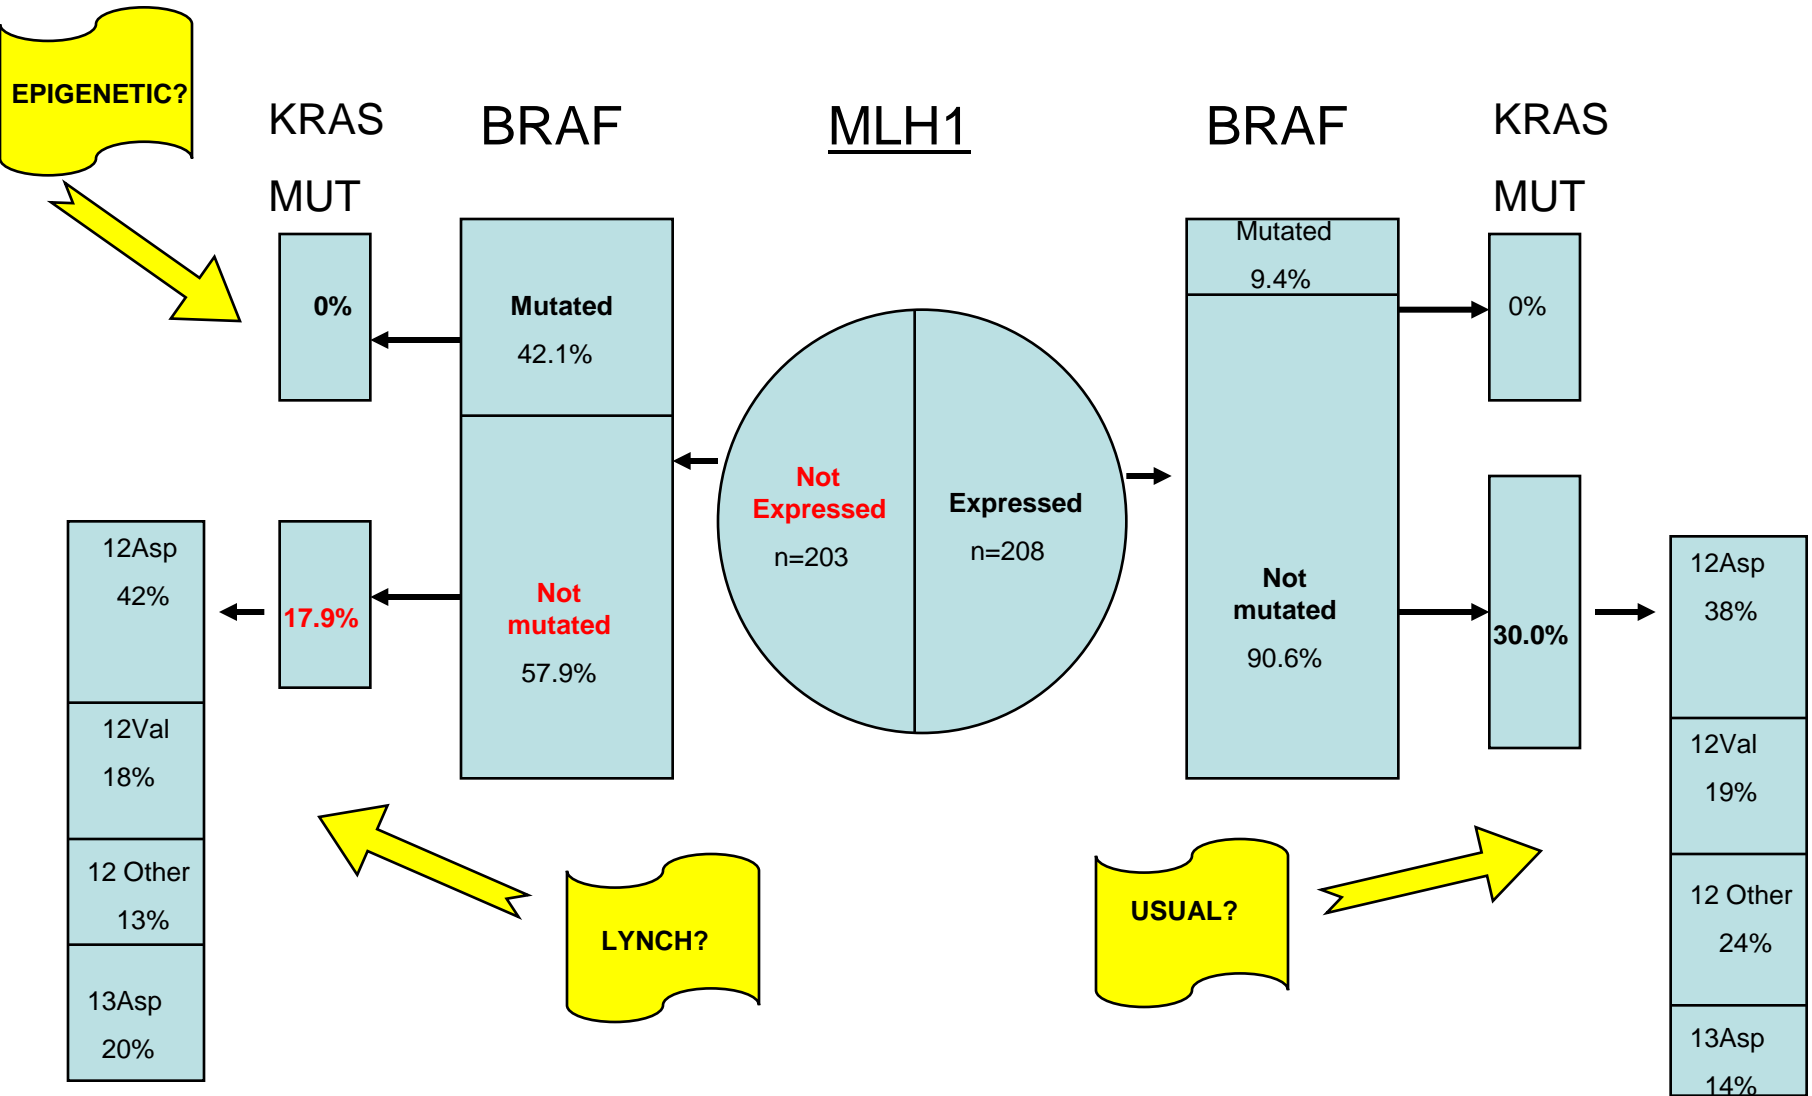 EPIGENETIC?
KRAS
MUT
BRAF
MLH1
BRAF
KRAS
MUT
0%
Mutated
42.1%
Mutated
9.4%
0%
Not
Expressed
n=203
Expressed
n=208
12Asp
42%
17.9%
Not
mutated
57.9%
Not
mutated
90.6%
30.0%
12Asp
38%
12Val
18%
12Val
19%
12 Other
13%
12 Other
24%
13Asp
20%
13Asp
14%
LYNCH?
USUAL?